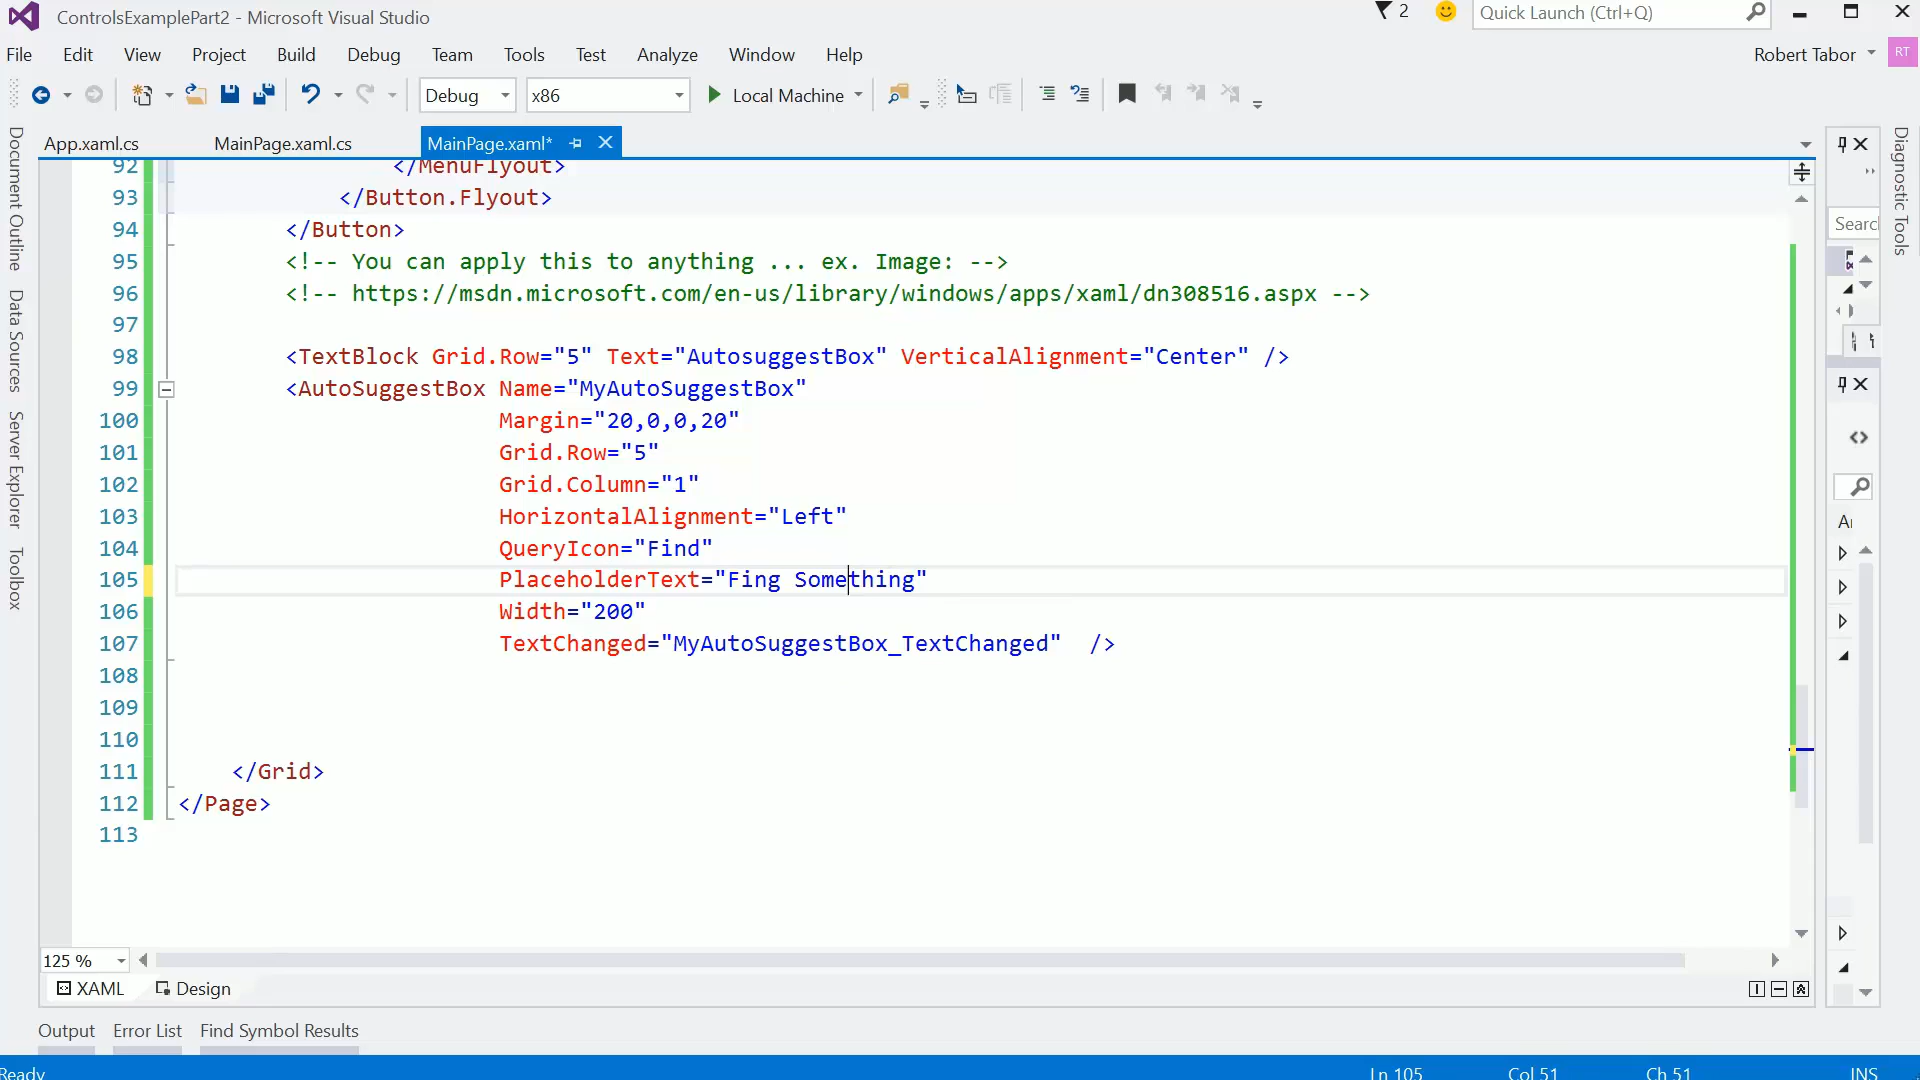 ControlsExamplePart2 - Microsoft Visual Studio
2
Quick Launch (Ctrl+Q)
File Edit View Project Build Debug Team Tools Test Analyze Window Help
Robert Tabor RT
Debug x86 Local Machine
App.xaml.cs MainPage.xaml.cs MainPage.xaml*
Document Outline
Data Sources
Server Explorer
Toolbox
92 </MenuFlyout>
93 </Button.Flyout>
94 </Button>
95 <!-- You can apply this to anything ... ex. Image: -->
96 <!-- https://msdn.microsoft.com/en-us/library/windows/apps/xaml/dn308516.aspx -->
97
98 <TextBlock Grid.Row="5" Text="AutosuggestBox" VerticalAlignment="Center" />
99 <AutoSuggestBox Name="MyAutoSuggestBox"
100 Margin="20,0,0,20"
101 Grid.Row="5"
102 Grid.Column="1"
103 HorizontalAlignment="Left"
104 QueryIcon="Find"
105 PlaceholderText="Fing Something"
106 Width="200"
107 TextChanged="MyAutoSuggestBox_TextChanged" />
108
109
110
111 </Grid>
112 </Page>
113
Diagnostic Tools
125 %
XAML Design
Output Error List Find Symbol Results
Ready Ln 105 Col 51 Ch 51 INS